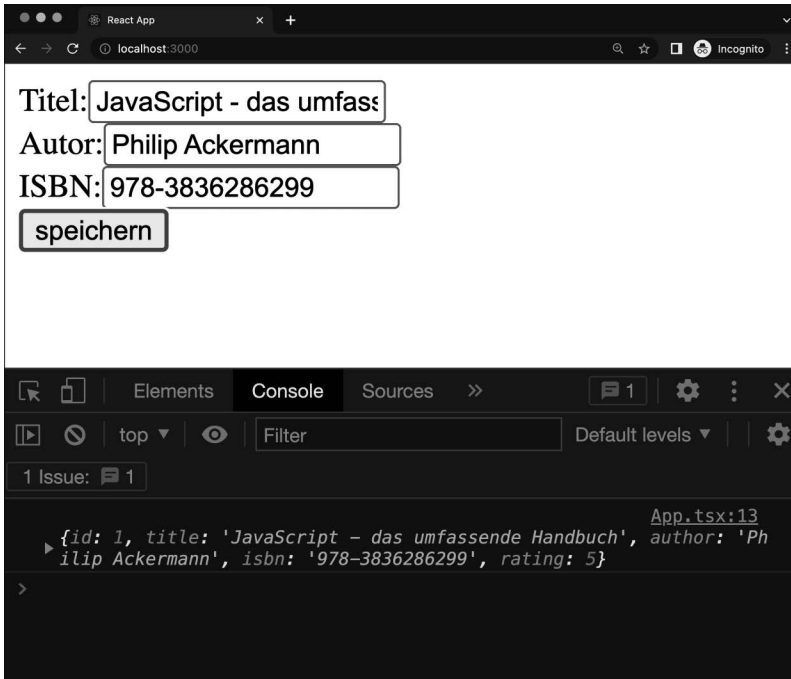 React App
localhost:3000
Incognito
Titel: JavaScript - das umfass
Autor: Philip Ackermann
ISBN: 978-3836286299
speichern
Elements Console Sources 1
top Filter Default levels
1 Issue: 1
App.tsx:13
{id: 1, title: 'JavaScript – das umfassende Handbuch', author: 'Ph
ilip Ackermann', isbn: '978–3836286299', rating: 5}